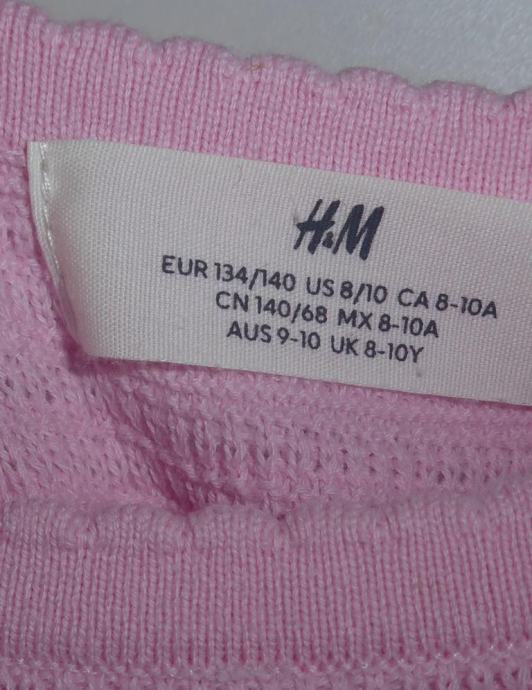 H&M
EUR 134/140 US 8/10 CA 8-10A
CN 140/68 MX 8-10A
AUS 9-10 UK 8-10Y